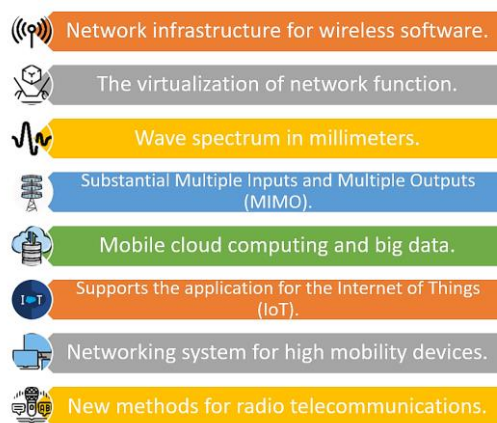 Network infrastructure for wireless software.
The virtualization of network function.
Wave spectrum in millimeters.
Substantial Multiple Inputs and Multiple Outputs
(MIMO).
Mobile cloud computing and big data.
IoT
Supports the application for the Internet of Things
(IoT).
Networking system for high mobility devices.
New methods for radio telecommunications.